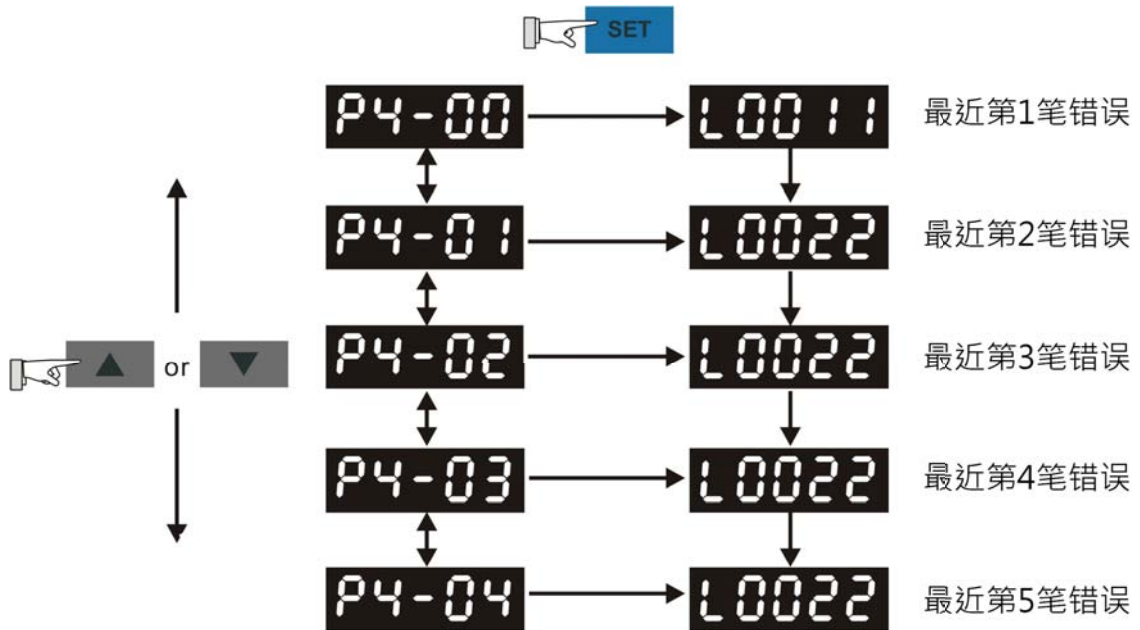 SET
P4-00 L0011 最近第1笔错误
P4-01 L0022 最近第2笔错误
▲ or ▼
P4-02 L0022 最近第3笔错误
P4-03 L0022 最近第4笔错误
P4-04 L0022 最近第5笔错误